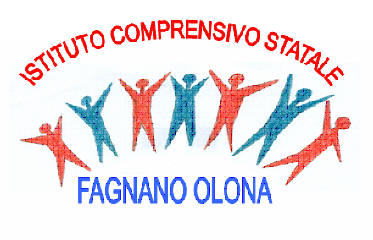 ISTITUTO COMPRENSIVO STATALE
FAGNANO OLONA